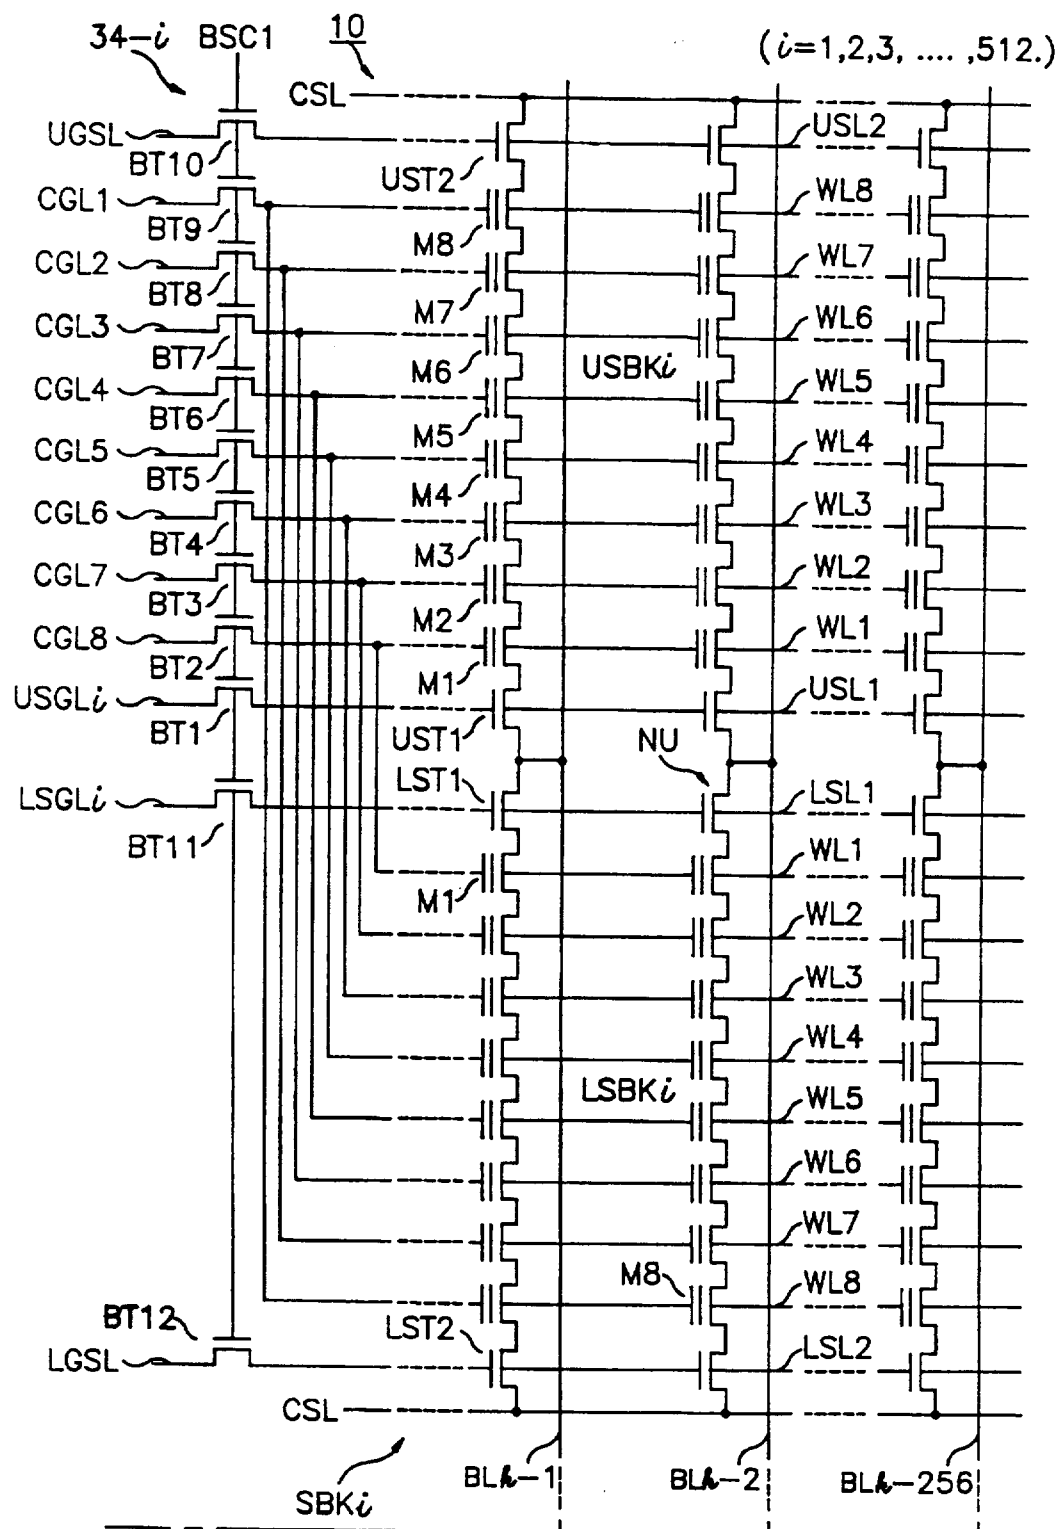 34-i BSC1 10
(i=1,2,3, .... ,512.)
CSL
UGSL BT10 UST2 USL2
CGL1 BT9 M8 WL8
CGL2 BT8 M7 WL7
CGL3 BT7 M6 USBKi WL6
CGL4 BT6 M5 WL5
CGL5 BT5 M4 WL4
CGL6 BT4 M3 WL3
CGL7 BT3 M2 WL2
CGL8 BT2 M1 WL1
USGLi BT1 UST1 USL1
NU
LSGLi BT11 LST1 LSL1
M1 WL1
WL2
WL3
WL4
LSBKi WL5
WL6
WL7
M8 WL8
BT12 LST2
LGSL LSL2
CSL
SBKi BLk-1 BLk-2 BLk-256